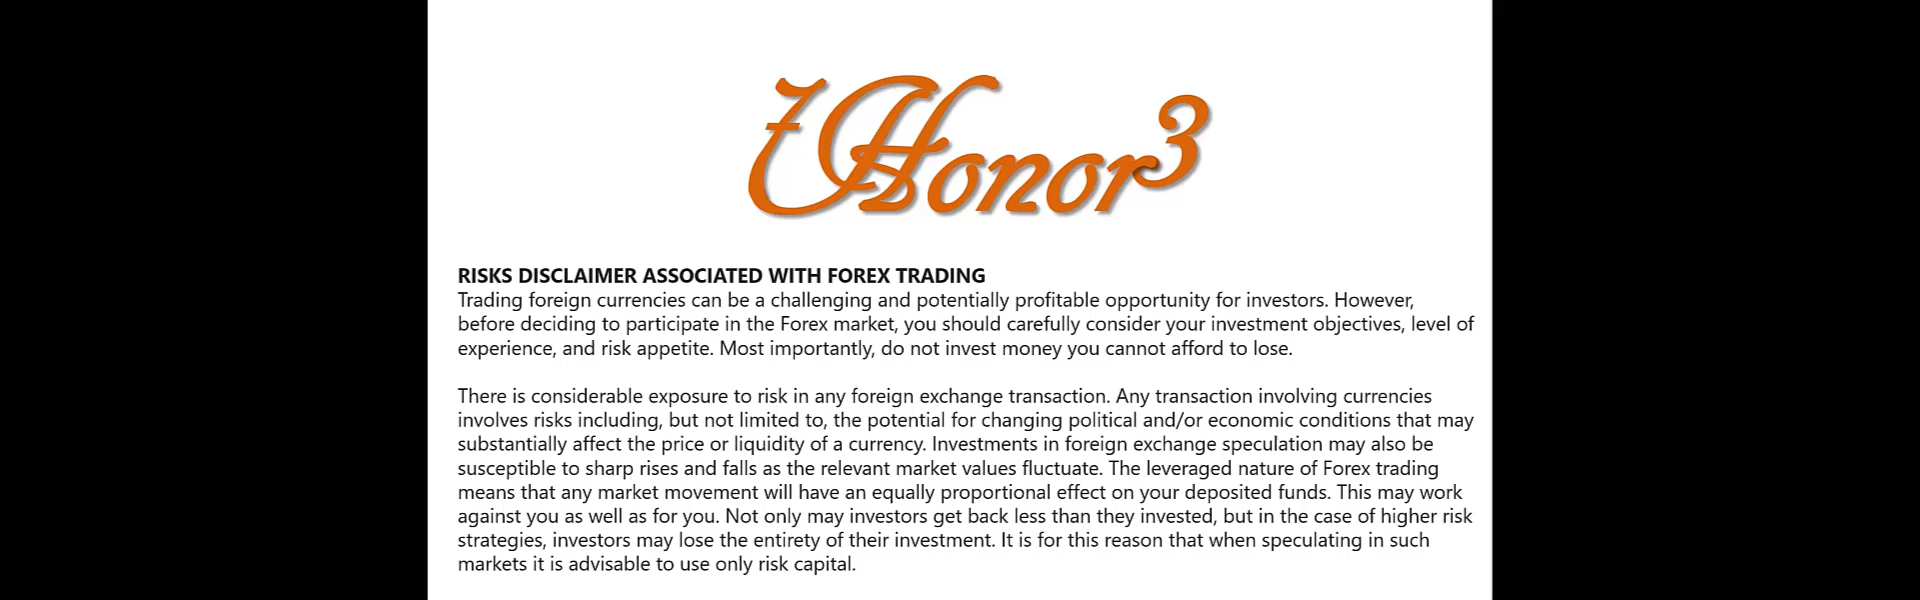 Honor³
RISKS DISCLAIMER ASSOCIATED WITH FOREX TRADING
Trading foreign currencies can be a challenging and potentially profitable opportunity for investors. However,
before deciding to participate in the Forex market, you should carefully consider your investment objectives, level of
experience, and risk appetite. Most importantly, do not invest money you cannot afford to lose.
There is considerable exposure to risk in any foreign exchange transaction. Any transaction involving currencies
involves risks including, but not limited to, the potential for changing political and/or economic conditions that may
substantially affect the price or liquidity of a currency. Investments in foreign exchange speculation may also be
susceptible to sharp rises and falls as the relevant market values fluctuate. The leveraged nature of Forex trading
means that any market movement will have an equally proportional effect on your deposited funds. This may work
against you as well as for you. Not only may investors get back less than they invested, but in the case of higher risk
strategies, investors may lose the entirety of their investment. It is for this reason that when speculating in such
markets it is advisable to use only risk capital.